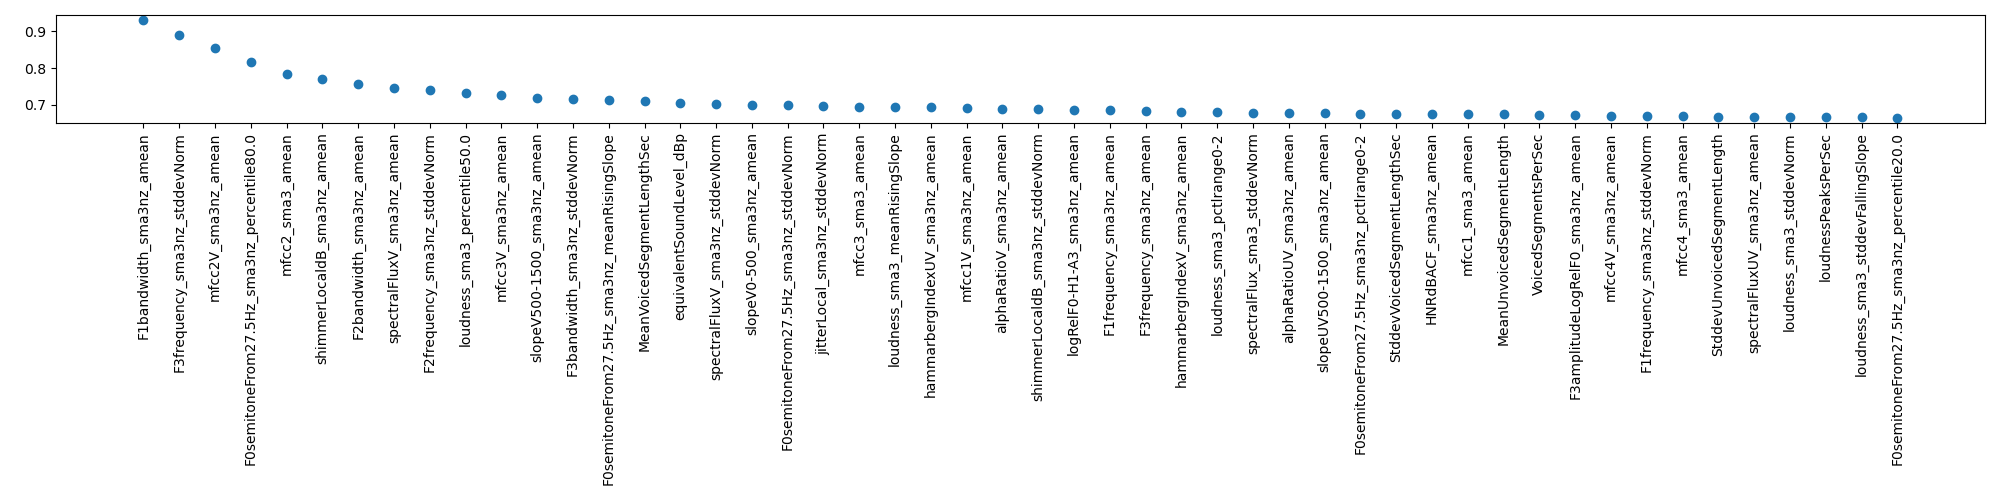 0.9
0.8
0.7
F1bandwidth_sma3nz_amean
F3frequency_sma3nz_stddevNorm
mfcc2V_sma3nz_amean
F0semitoneFrom27.5Hz_sma3nz_percentile80.0
mfcc2_sma3_amean
shimmerLocaldB_sma3nz_amean
F2bandwidth_sma3nz_amean
spectralFluxV_sma3nz_amean
F2frequency_sma3nz_stddevNorm
loudness_sma3_percentile50.0
mfcc3V_sma3nz_amean
slopeV500-1500_sma3nz_amean
F3bandwidth_sma3nz_stddevNorm
F0semitoneFrom27.5Hz_sma3nz_meanRisingSlope
MeanVoicedSegmentLengthSec
equivalentSoundLevel_dBp
spectralFluxV_sma3nz_stddevNorm
slopeV0-500_sma3nz_amean
F0semitoneFrom27.5Hz_sma3nz_stddevNorm
jitterLocal_sma3nz_stddevNorm
mfcc3_sma3_amean
loudness_sma3_meanRisingSlope
hammarbergIndexUV_sma3nz_amean
mfcc1V_sma3nz_amean
alphaRatioV_sma3nz_amean
shimmerLocaldB_sma3nz_stddevNorm
logRelF0-H1-A3_sma3nz_amean
F1frequency_sma3nz_amean
F3frequency_sma3nz_amean
hammarbergIndexV_sma3nz_amean
loudness_sma3_pctlrange0-2
spectralFlux_sma3_stddevNorm
alphaRatioUV_sma3nz_amean
slopeUV500-1500_sma3nz_amean
F0semitoneFrom27.5Hz_sma3nz_pctlrange0-2
StddevVoicedSegmentLengthSec
HNRdBACF_sma3nz_amean
mfcc1_sma3_amean
MeanUnvoicedSegmentLength
VoicedSegmentsPerSec
F3amplitudeLogRelF0_sma3nz_amean
mfcc4V_sma3nz_amean
F1frequency_sma3nz_stddevNorm
mfcc4_sma3_amean
StddevUnvoicedSegmentLength
spectralFluxUV_sma3nz_amean
loudness_sma3_stddevNorm
loudnessPeaksPerSec
loudness_sma3_stddevFallingSlope
F0semitoneFrom27.5Hz_sma3nz_percentile20.0